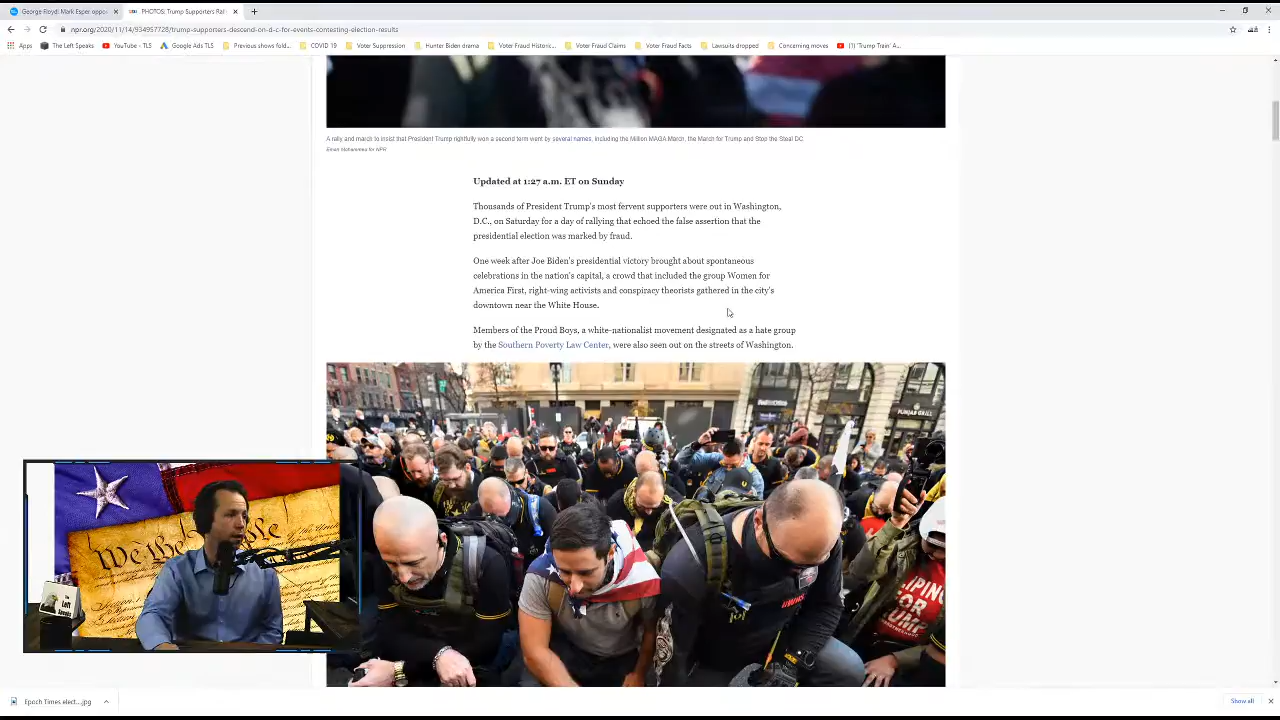 George Floyd: Mark Esper oppo
PHOTOS: Trump Supporters Ral
npr.org/2020/11/14/934957728/trump-supporters-descend-on-d-c-for-events-contesting-election-results
Apps The Left Speaks YouTube - TLS Google Ads TLS Previous shows fold... COVID 19 Voter Suppression Hunter Biden drama Voter Fraud Historic... Voter Fraud Claims Voter Fraud Facts Lawsuits dropped Concerning moves (1) 'Trump Train' A...
A rally and march to insist that President Trump rightfully won a second term went by several names, including the Million MAGA March, the March for Trump and Stop the Steal DC.
Updated at 1:27 a.m. ET on Sunday
Thousands of President Trump's most fervent supporters were out in Washington,
D.C., on Saturday for a day of rallying that echoed the false assertion that the
presidential election was marked by fraud.
One week after Joe Biden's presidential victory brought about spontaneous
celebrations in the nation's capital, a crowd that included the group Women for
America First, right-wing activists and conspiracy theorists gathered in the city's
downtown near the White House.
Members of the Proud Boys, a white-nationalist movement designated as a hate group
by the Southern Poverty Law Center, were also seen out on the streets of Washington.
PUNJAB GRILL
We the
The
Left
Speaks
FOR
Epoch Times elect....jpg
Show all